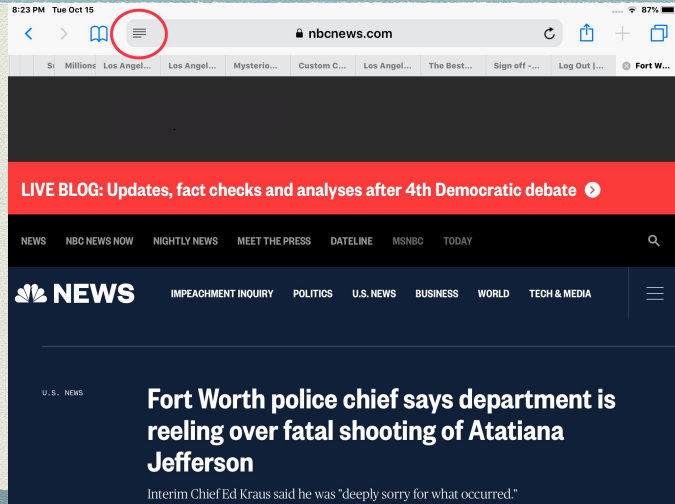 8:23 PM Tue Oct 15 87%
nbcnews.com
Millions Los Angel... Los Angel... Mysterio... Custom C... Los Angel... The Best... Sign off -... Log Out |... Fort W...
LIVE BLOG: Updates, fact checks and analyses after 4th Democratic debate
NEWS NBC NEWS NOW NIGHTLY NEWS MEET THE PRESS DATELINE MSNBC TODAY
NEWS IMPEACHMENT INQUIRY POLITICS U.S. NEWS BUSINESS WORLD TECH & MEDIA
U.S. NEWS
Fort Worth police chief says department is
reeling over fatal shooting of Atatiana
Jefferson
Interim Chief Ed Kraus said he was "deeply sorry for what occurred."